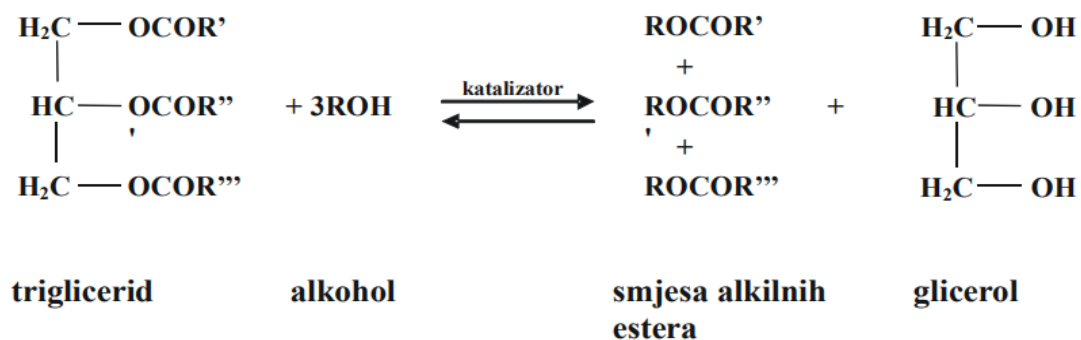 H₂C — OCOR’ ROCOR’ H₂C — OH
+
HC — OCOR” + 3ROH katalizator ROCOR” + HC — OH
' ' +
H₂C — OCOR”’ ROCOR”’ H₂C — OH
triglicerid alkohol smjesa alkilnih glicerol
estera